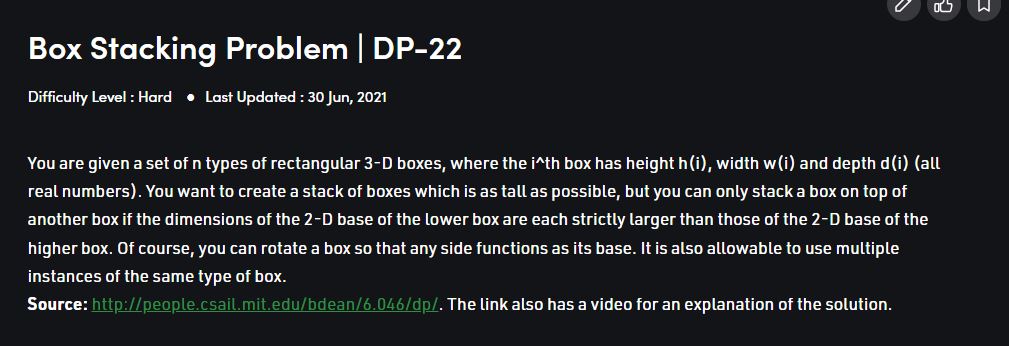 Box Stacking Problem | DP-22
Difficulty Level : Hard ● Last Updated : 30 Jun, 2021
You are given a set of n types of rectangular 3-D boxes, where the i^th box has height h(i), width w(i) and depth d(i) (all
real numbers). You want to create a stack of boxes which is as tall as possible, but you can only stack a box on top of
another box if the dimensions of the 2-D base of the lower box are each strictly larger than those of the 2-D base of the
higher box. Of course, you can rotate a box so that any side functions as its base. It is also allowable to use multiple
instances of the same type of box.
Source: http://people.csail.mit.edu/bdean/6.046/dp/. The link also has a video for an explanation of the solution.